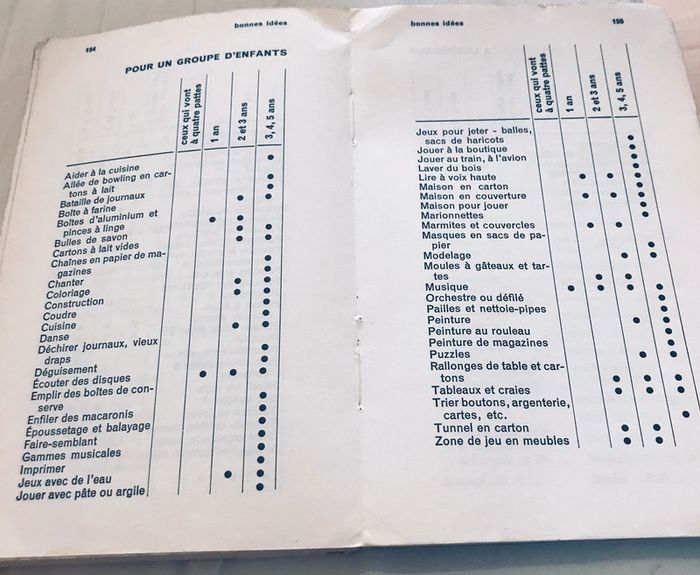 154
bonnes idées
POUR UN GROUPE D'ENFANTS
ceux qui vont
à quatre pattes
1 an
2 et 3 ans
3, 4, 5 ans
Aider à la cuisine
Allée de bowling en car-
tons à lait
Bataille de journaux
Boîte à farine
Boîtes d'aluminium et
pinces à linge
Bulles de savon
Cartons à lait vides
Chaînes en papier de ma-
gazines
Chanter
Coloriage
Construction
Coudre
Cuisine
Danse
Déchirer journaux, vieux
draps
Déguisement
Écouter des disques
Emplir des boîtes de con-
serve
Enfiler des macaronis
Époussetage et balayage
Faire-semblant
Gammes musicales
Imprimer
Jeux avec de l'eau
Jouer avec pâte ou argile
bonnes idées
155
ceux qui vont
à quatre pattes
1 an
2 et 3 ans
3, 4, 5 ans
Jeux pour jeter - balles,
sacs de haricots
Jouer à la boutique
Jouer au train, à l'avion
Laver du bois
Lire à voix haute
Maison en carton
Maison en couverture
Maison pour jouer
Marionnettes
Marmites et couvercles
Masques en sacs de pa-
pier
Modelage
Moules à gâteaux et tar-
tes
Musique
Orchestre ou défilé
Pailles et nettoie-pipes
Peinture
Peinture au rouleau
Peinture de magazines
Puzzles
Rallonges de table et car-
tons
Tableaux et craies
Trier boutons, argenterie,
cartes, etc.
Tunnel en carton
Zone de jeu en meubles